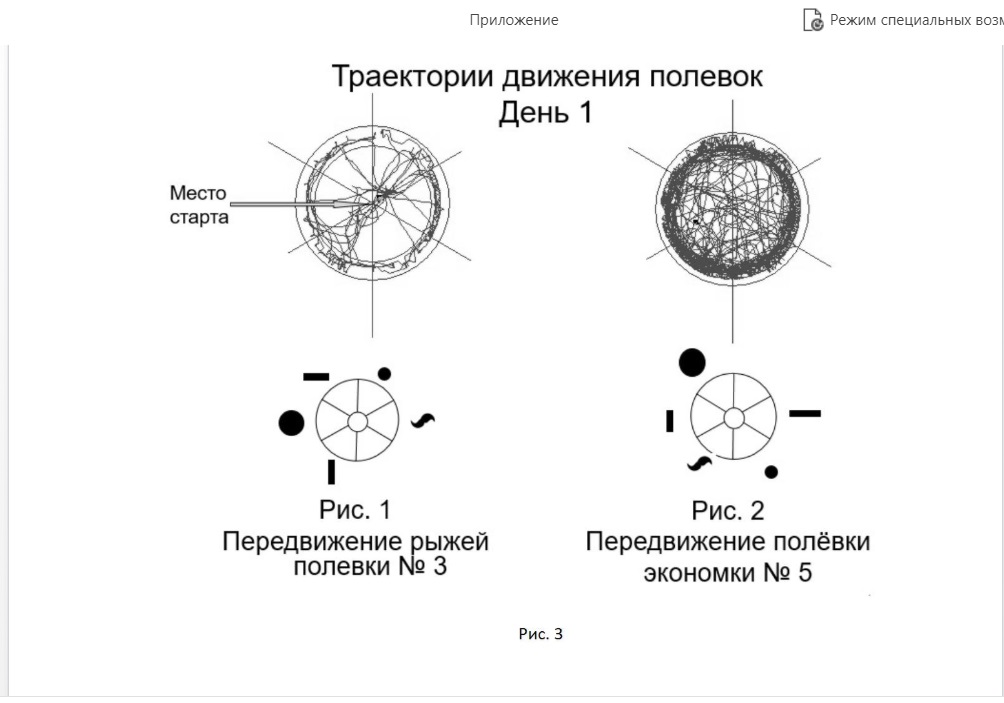 Приложение
Режим специальных
Траектории движения полевок
День 1
Место
старта
Рис. 1
Передвижение рыжей
полевки № 3
Рис. 2
Передвижение полёвки
экономки № 5
Рис. 3